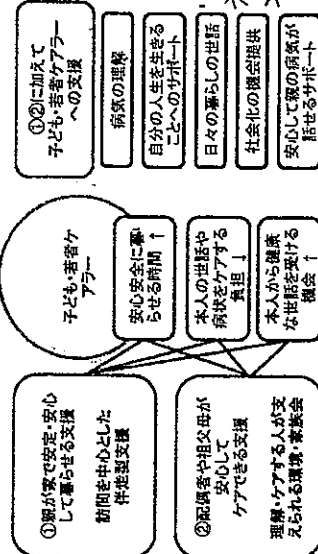 ①親が家で安定・安心
して暮らせる支援
訪問を中心とした
伴走型支援
②配偶者や祖父母が
安心して
ケアできる支援
理解・ケアする人が支
えられる環境・家族会
子ども・若者ケ
アラー
安心安全に暮
らせる時間 ↑
本人の世話や
病状をケアする
負担 ↓
本人から健康
な世話を受ける
機会 ↑
①②に加えて
子ども・若者ケアラー
への支援
病気の理解
自分の人生を生きる
ことへのサポート
日々の暮らしの世話
社会化の機会提供
安心して親の病気が
話せるサポート